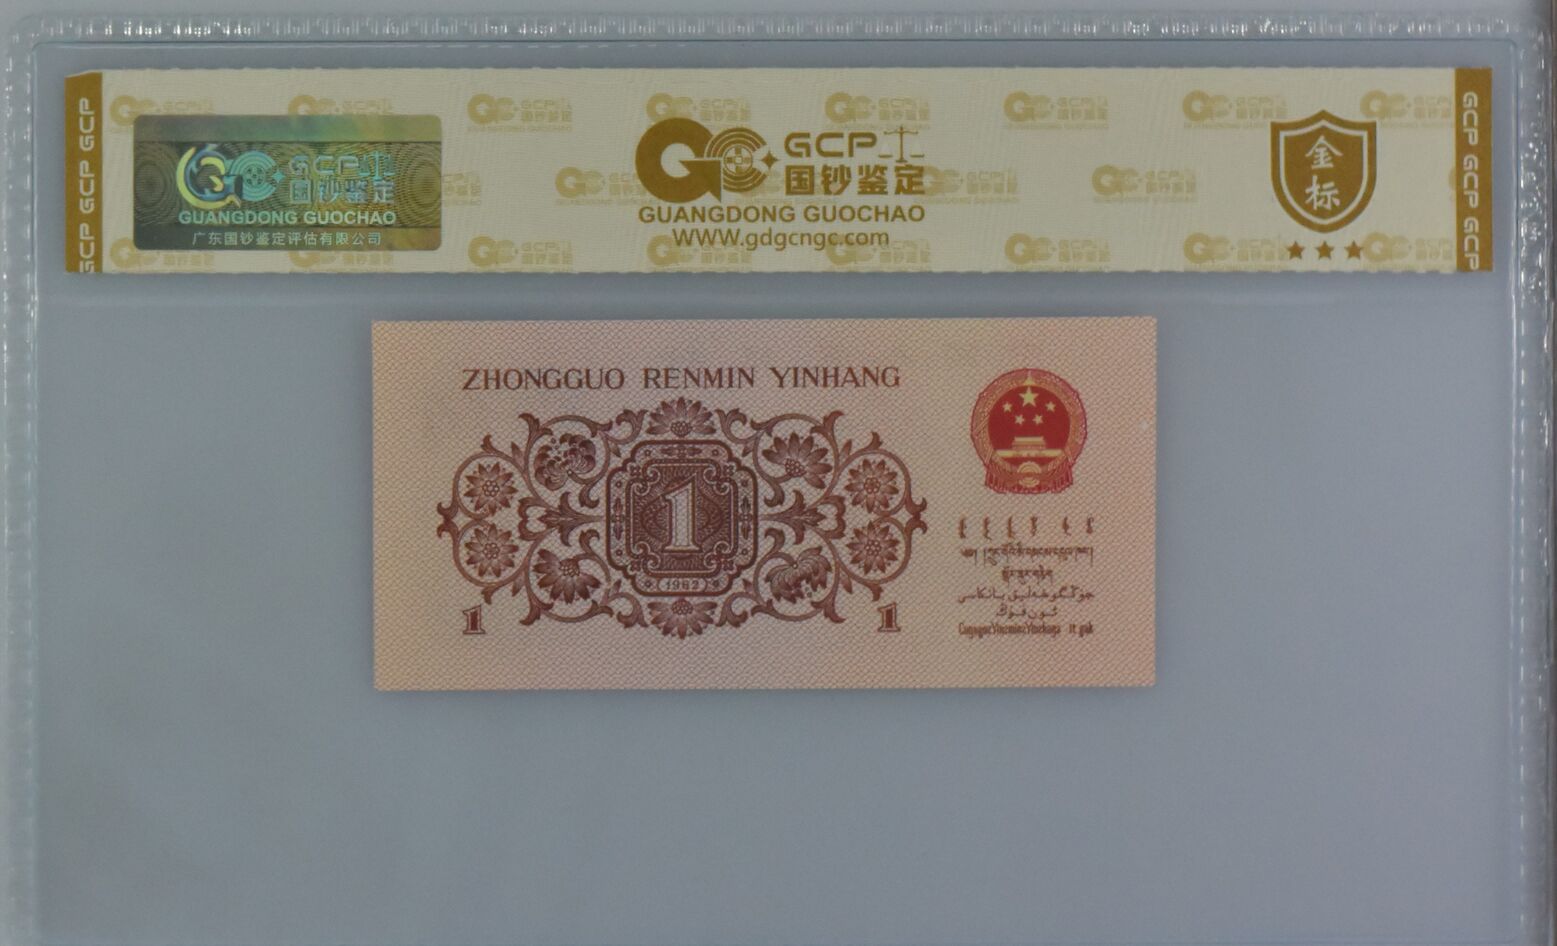 GCP GCP GCP
GCP 国钞鉴定
GUANGDONG GUOCHAO
广东国钞鉴定评估有限公司
GCP
国钞鉴定
GUANGDONG GUOCHAO
WWW.gdgcngc.com
金标
GCP GCP GCP
ZHONGGUO RENMIN YINHANG
1
(1962)
1 1